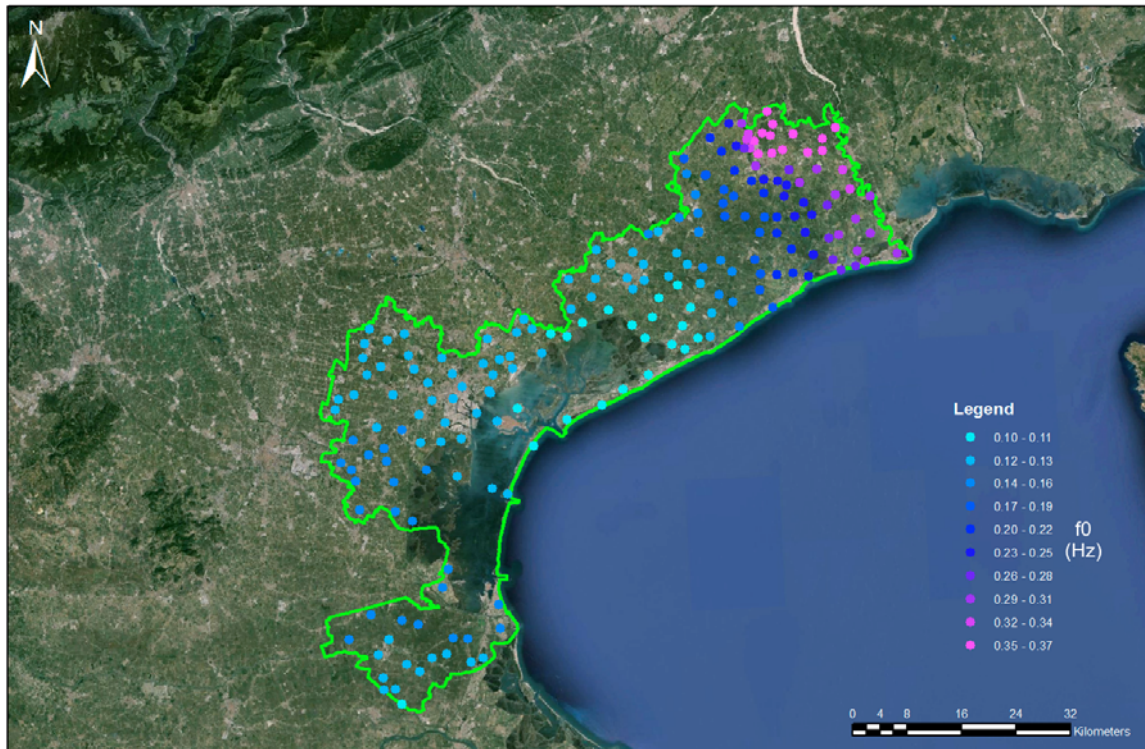 N
Legend
0.10 - 0.11
0.12 - 0.13
0.14 - 0.16
0.17 - 0.19
0.20 - 0.22
0.23 - 0.25
0.26 - 0.28
0.29 - 0.31
0.32 - 0.34
0.35 - 0.37
f0
(Hz)
0 4 8 16 24 32
Kilometers